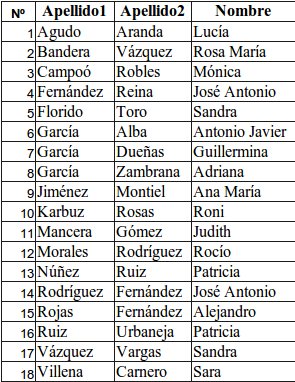 Nº Apellido1 Apellido2 Nombre
1 Agudo Aranda Lucía
2 Bandera Vázquez Rosa María
3 Campoó Robles Mónica
4 Fernández Reina José Antonio
5 Florido Toro Sandra
6 García Alba Antonio Javier
7 García Dueñas Guillermina
8 García Zambrana Adriana
9 Jiménez Montiel Ana María
10 Karbuz Rosas Roni
11 Mancera Gómez Judith
12 Morales Rodríguez Rocío
13 Núñez Ruiz Patricia
14 Rodríguez Fernández José Antonio
15 Rojas Fernández Alejandro
16 Ruiz Urbaneja Patricia
17 Vázquez Vargas Sandra
18 Villena Carnero Sara